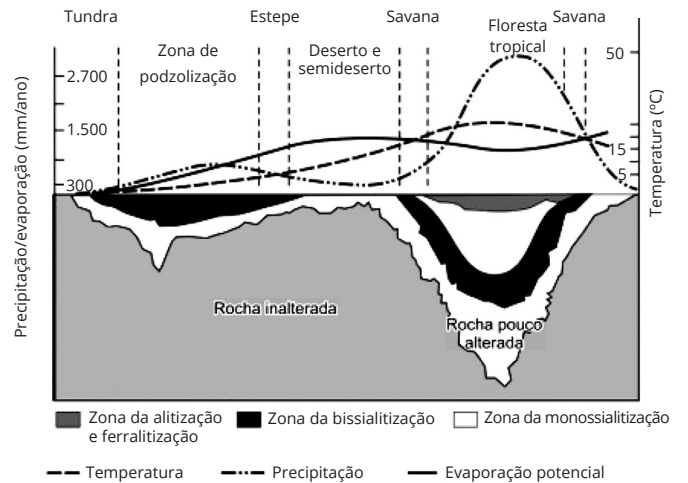 Tundra
Estepe
Savana
Floresta
tropical
Savana
Zona de
podzolização
Deserto e
semideserto
Precipitação/evaporação (mm/ano)
2.700
1.500
300
50
15
5
Temperatura (ºC)
Rocha inalterada
Rocha pouco
alterada
Zona da alitização
e ferralitização
Zona da bissialitização
Zona da monossialitização
Temperatura
Precipitação
Evaporação potencial